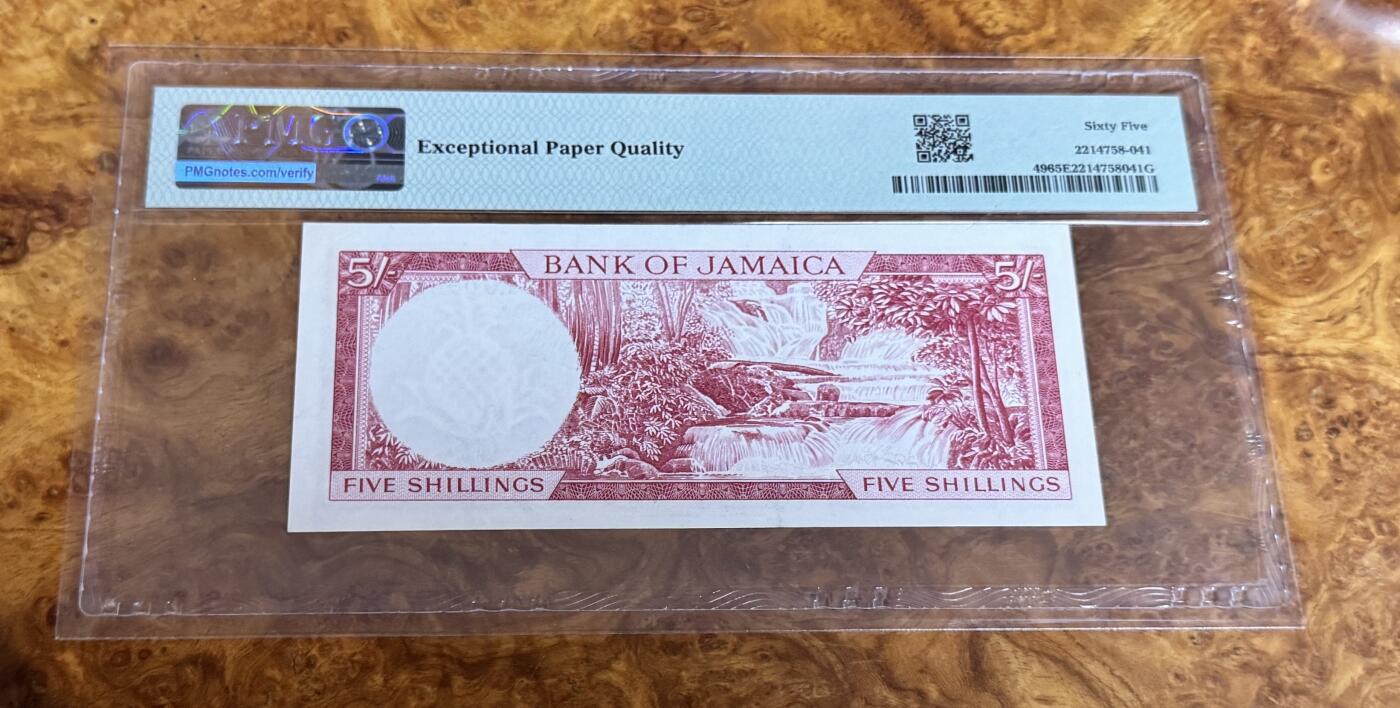 PMG
PMGnotes.com/verify
Exceptional Paper Quality
Sixty Five
2214758-041
4965E2214758041G
5/-
BANK OF JAMAICA
5/-
FIVE SHILLINGS
FIVE SHILLINGS